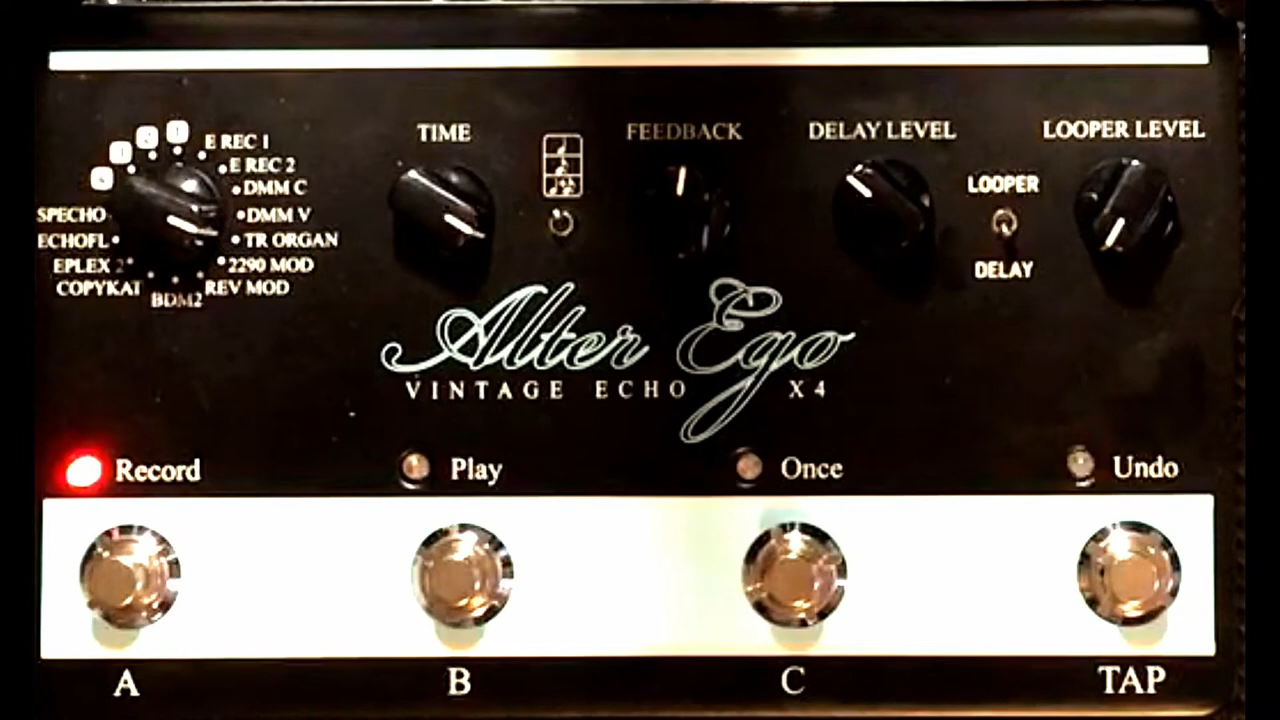 TIME
FEEDBACK
DELAY LEVEL
LOOPER LEVEL
E REC 1
E REC 2
DMM C
DMM V
TR ORGAN
2290 MOD
REV MOD
BDM2
COPYKAT
EPLEX 2
ECHOFL
SPECHO
LOOPER
DELAY
Alter Ego
VINTAGE ECHO X4
Record
Play
Once
Undo
A
B
C
TAP